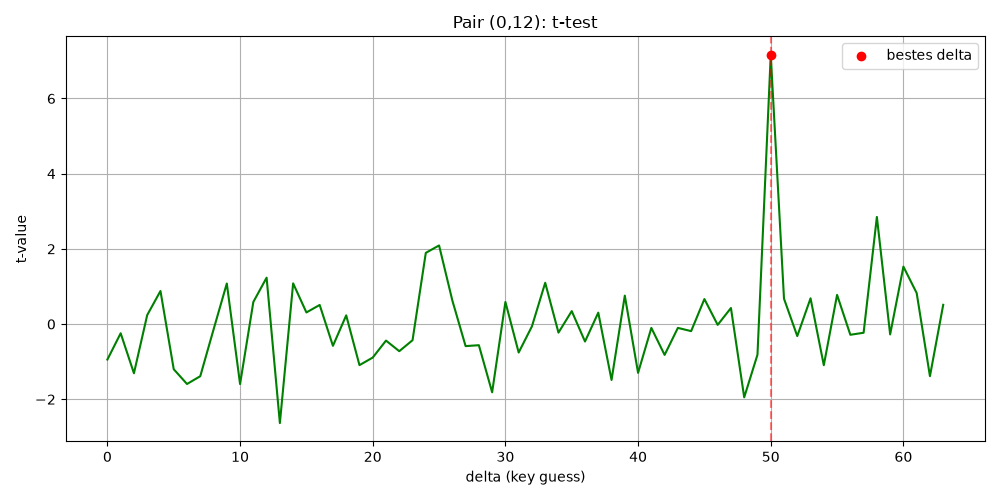 Pair (0,12): t-test
bestes delta
t-value
6
4
2
0
−2
0 10 20 30 40 50 60
delta (key guess)